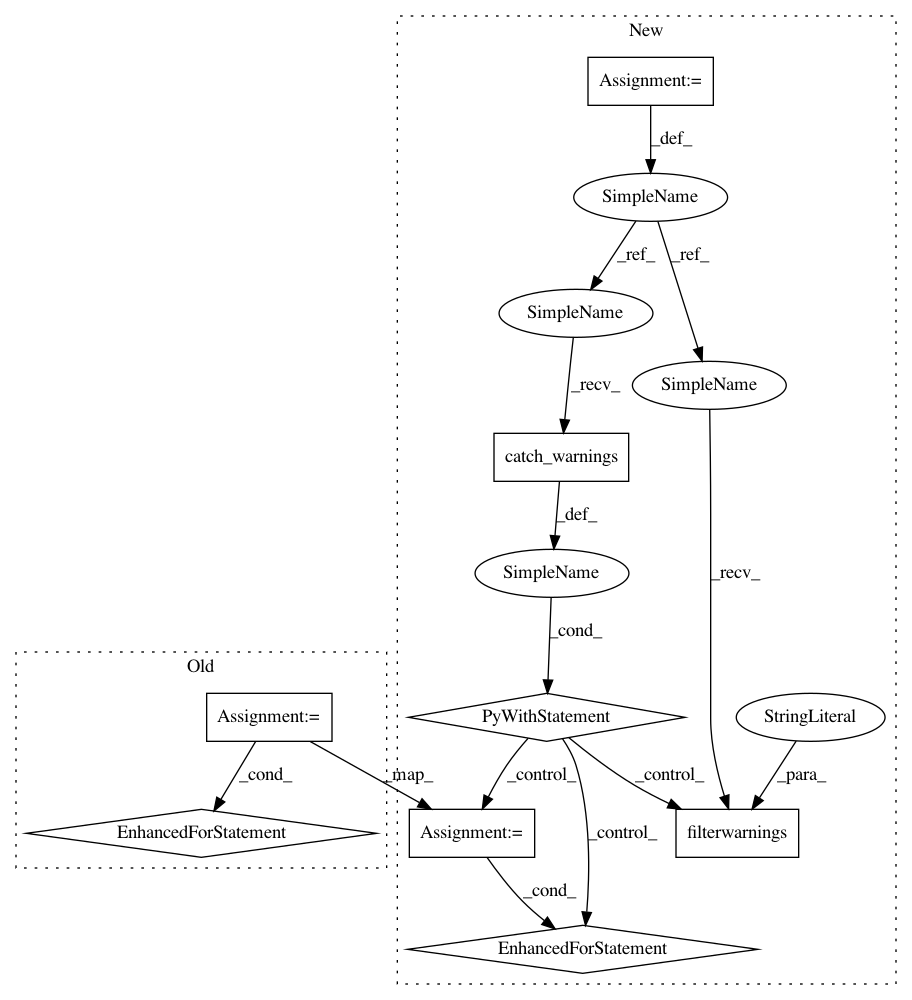 New
Assignment:=
_def_
SimpleName
_ref_
_ref_
SimpleName
SimpleName
_recv_
catch_warnings
_def_
_recv_
SimpleName
_cond_
Old
Assignment:=
PyWithStatement
StringLiteral
_cond_
_map_
_control_
_control_
_para_
EnhancedForStatement
Assignment:=
_control_
filterwarnings
_cond_
EnhancedForStatement